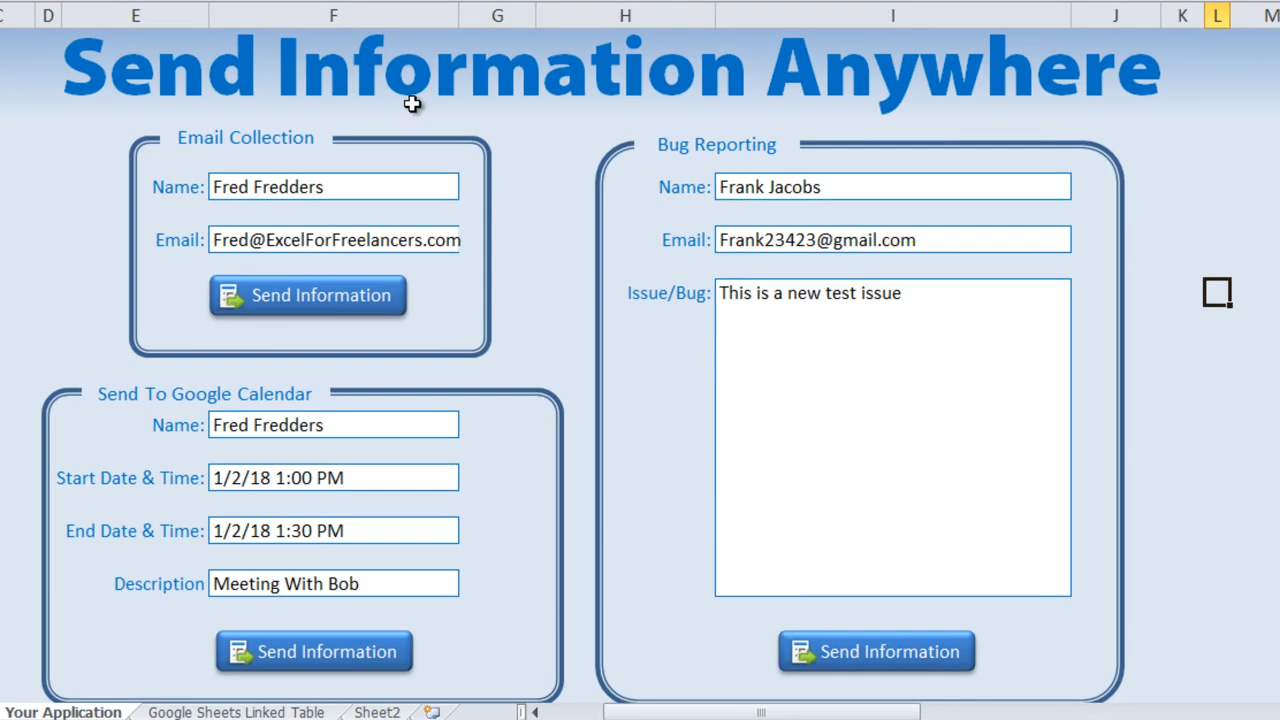 C D E F G H I J K L M
Send Information Anywhere
Email Collection
Name: Fred Fredders
Email: Fred@ExcelForFreelancers.com
Send Information
Send To Google Calendar
Name: Fred Fredders
Start Date & Time: 1/2/18 1:00 PM
End Date & Time: 1/2/18 1:30 PM
Description Meeting With Bob
Send Information
Bug Reporting
Name: Frank Jacobs
Email: Frank23423@gmail.com
Issue/Bug: This is a new test issue
Send Information
Your Application Google Sheets Linked Table Sheet2